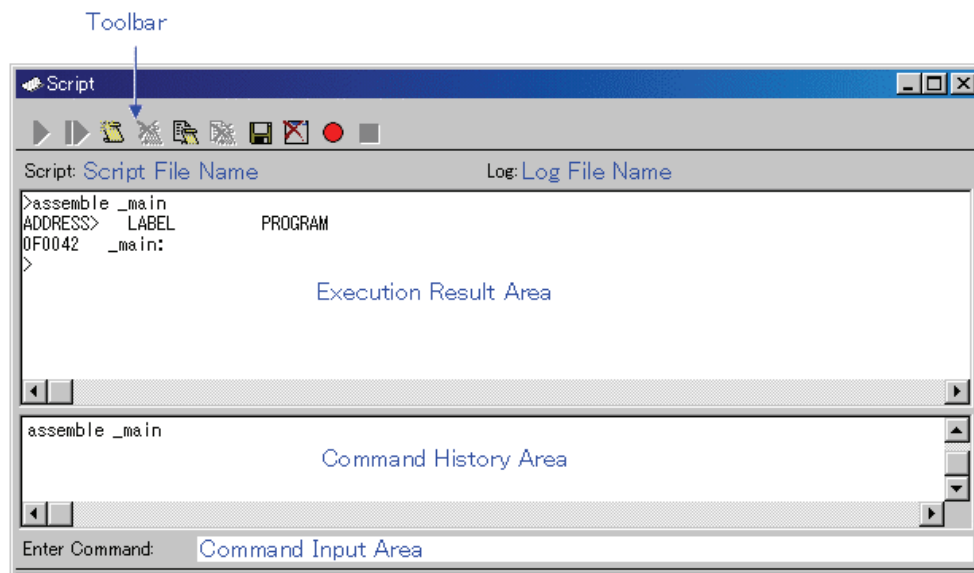 Toolbar
Script
Script: Script File Name Log: Log File Name
>assemble _main
ADDRESS> LABEL PROGRAM
0F0042 _main:
>
Execution Result Area
assemble _main
Command History Area
Enter Command: Command Input Area